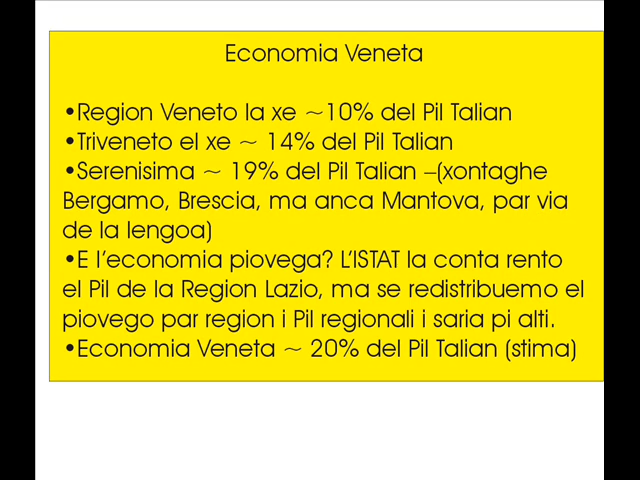 Economia Veneta
•Region Veneto la xe ~10% del Pil Talian
•Triveneto el xe ~ 14% del Pil Talian
•Serenisima ~ 19% del Pil Talian –(xontaghe
Bergamo, Brescia, ma anca Mantova, par via
de la lengoa)
•E l'economia piovega? L'ISTAT la conta rento
el Pil de la Region Lazio, ma se redistribuemo el
piovego par region i Pil regionali i saria pi alti.
•Economia Veneta ~ 20% del Pil Talian (stima)